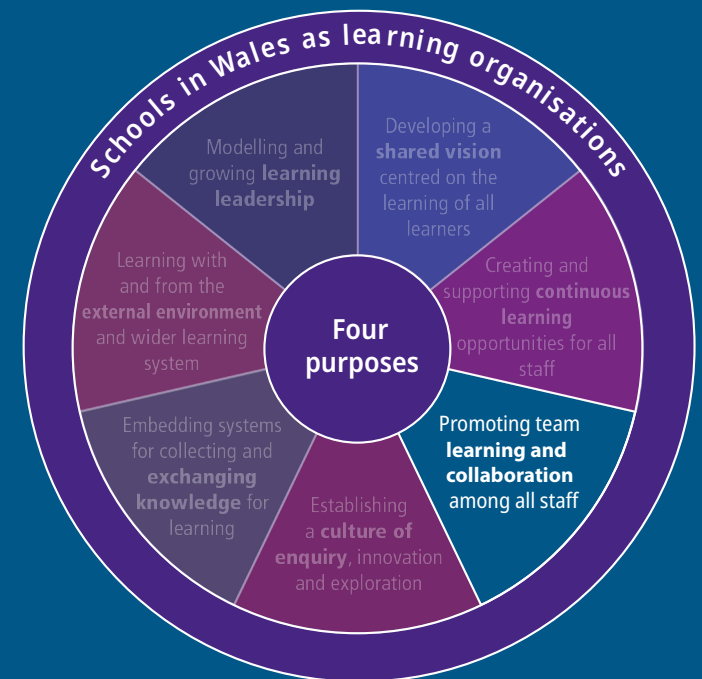 Schools in Wales as learning organisations
Developing a
shared vision
centred on the
learning of all
learners
Creating and
supporting continuous
learning
opportunities for all
staff
Promoting team
learning and
collaboration
among all staff
Establishing
a culture of
enquiry, innovation
and exploration
Embedding systems
for collecting and
exchanging
knowledge for
learning
Learning with
and from the
external environment
and wider learning
system
Modelling and
growing learning
leadership
Four
purposes